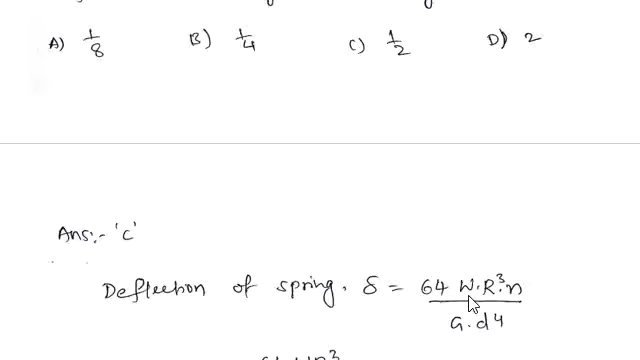 A) 1/8 B) 1/4 C) 1/2 D) 2
Ans:- 'C'
Deflection of spring. δ = 64 W.R³.n / G.d⁴